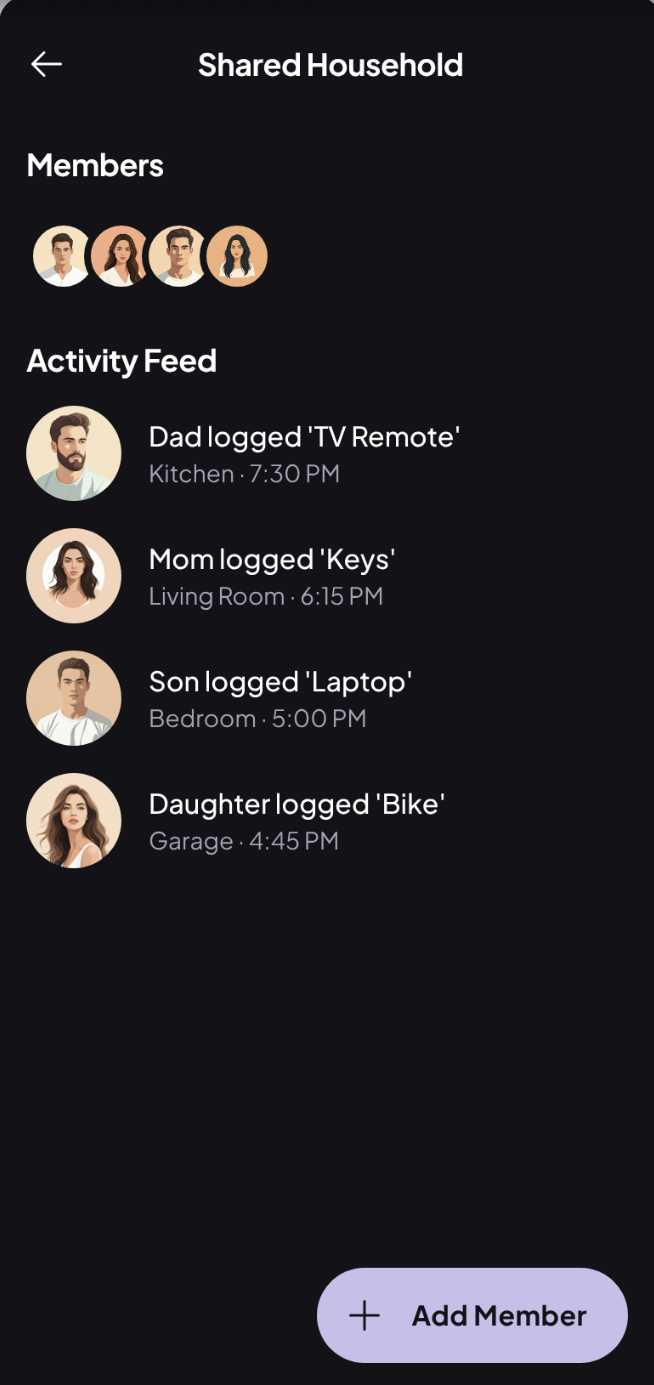 Shared Household
Members
Activity Feed
Dad logged 'TV Remote'
Kitchen · 7:30 PM
Mom logged 'Keys'
Living Room · 6:15 PM
Son logged 'Laptop'
Bedroom · 5:00 PM
Daughter logged 'Bike'
Garage · 4:45 PM
Add Member